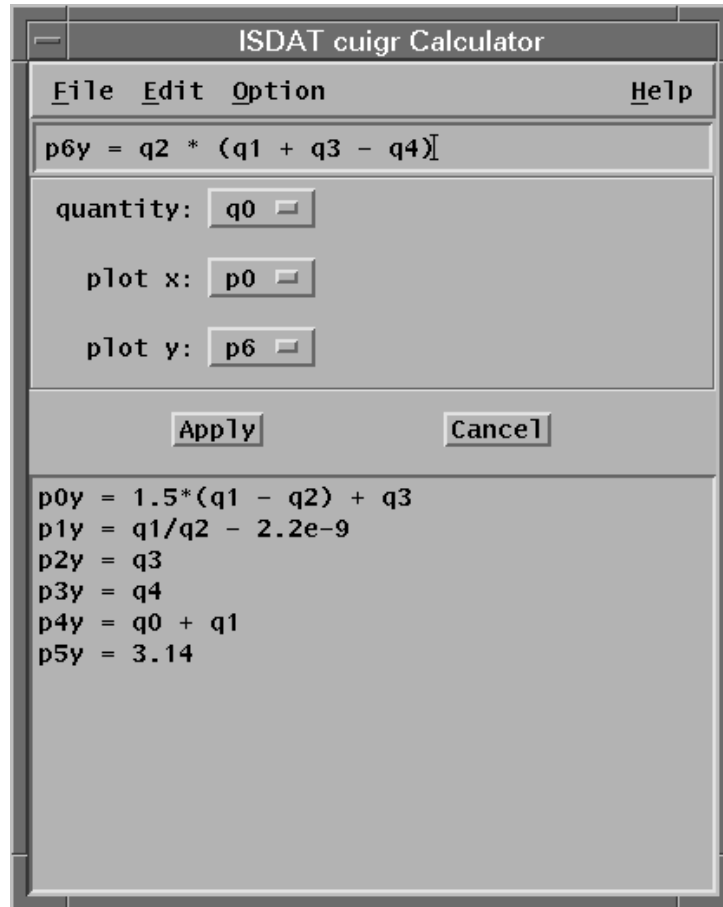 ISDAT cuigr Calculator
File Edit Option Help
p6y = q2 * (q1 + q3 - q4)
quantity: q0
plot x: p0
plot y: p6
Apply Cancel
p0y = 1.5*(q1 - q2) + q3
p1y = q1/q2 - 2.2e-9
p2y = q3
p3y = q4
p4y = q0 + q1
p5y = 3.14